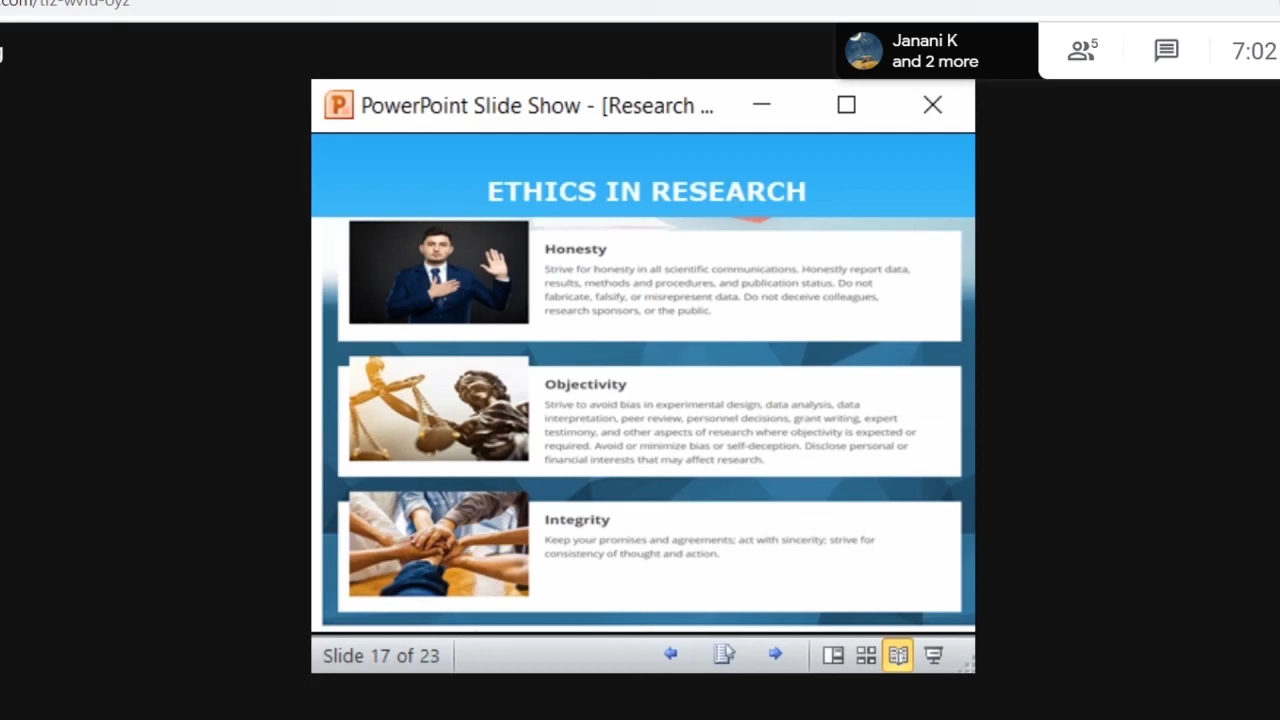 Janani K
5
7:02
and 2 more
PowerPoint Slide Show - [Research ...
ETHICS IN RESEARCH
Honesty
Strive for honesty in all scientific communications. Honestly report data,
results, methods and procedures, and publication status. Do not
fabricate, falsify, or misrepresent data. Do not deceive colleagues,
research sponsors, or the public.
Objectivity
Strive to avoid bias in experimental design, data analysis, data
interpretation, peer review, personnel decisions, grant writing, expert
testimony, and other aspects of research where objectivity is expected or
required. Avoid or minimize bias or self-deception. Disclose personal or
financial interests that may affect research.
Integrity
Keep your promises and agreements; act with sincerity; strive for
consistency of thought and action.
Slide 17 of 23